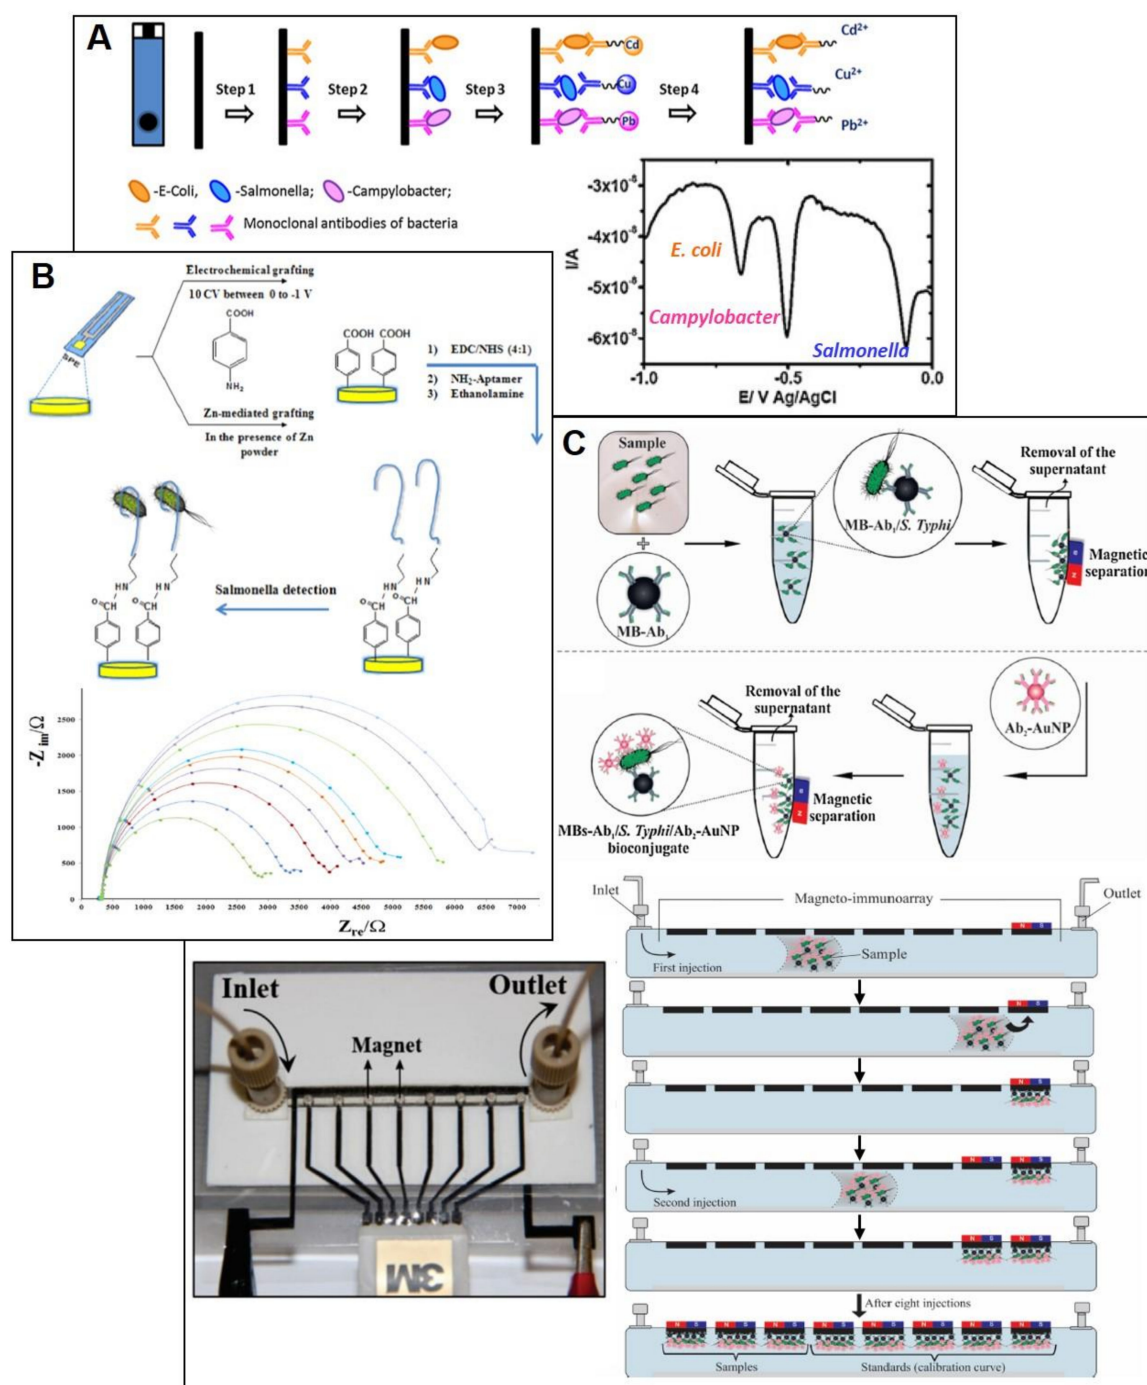 A
Step 1
Step 2
Step 3
Step 4
Cd
Cu
Pb
Cd²⁺
Cu²⁺
Pb²⁺
-E-Coli, -Salmonella; -Campylobacter;
Monoclonal antibodies of bacteria
-3x10⁻⁸
-4x10⁻⁸
-5x10⁻⁸
-6x10⁻⁸
I/A
E. coli
Campylobacter
Salmonella
-1.0 -0.5 0.0
E/ V Ag/AgCl
B
Electrochemical grafting
10 CV between 0 to -1 V
COOH
NH₂
SPE
Zn-mediated grafting
In the presence of Zn
powder
COOH COOH
1) EDC/NHS (4:1)
2) NH₂-Aptamer
3) Ethanolamine
HN HN
O CH CH
Salmonella detection
HN HN
O CH CH
-Z im/Ω
2500
2000
1500
1000
500
0
0 500 1000 1500 2000 2500 3000 3500 4000 4500 5000 5500 6000 6500 7000
Zre/Ω
C
Sample
+
MB-Ab₁
MB-Ab₁/S. Typhi
Removal of the
supernatant
Magnetic
separation
Ab₂-AuNP
Removal of the
supernatant
Magnetic
separation
MBs-Ab₁/S. Typhi/Ab₂-AuNP
bioconjugate
Inlet
Magneto-immunoarray
Outlet
N S
First injection
Sample
N S
N S
N S N S
Second injection
N S N S
After eight injections
N S N S N S N S N S N S N S N S
Samples
Standards (calibration curve)
Inlet
Outlet
Magnet
3M